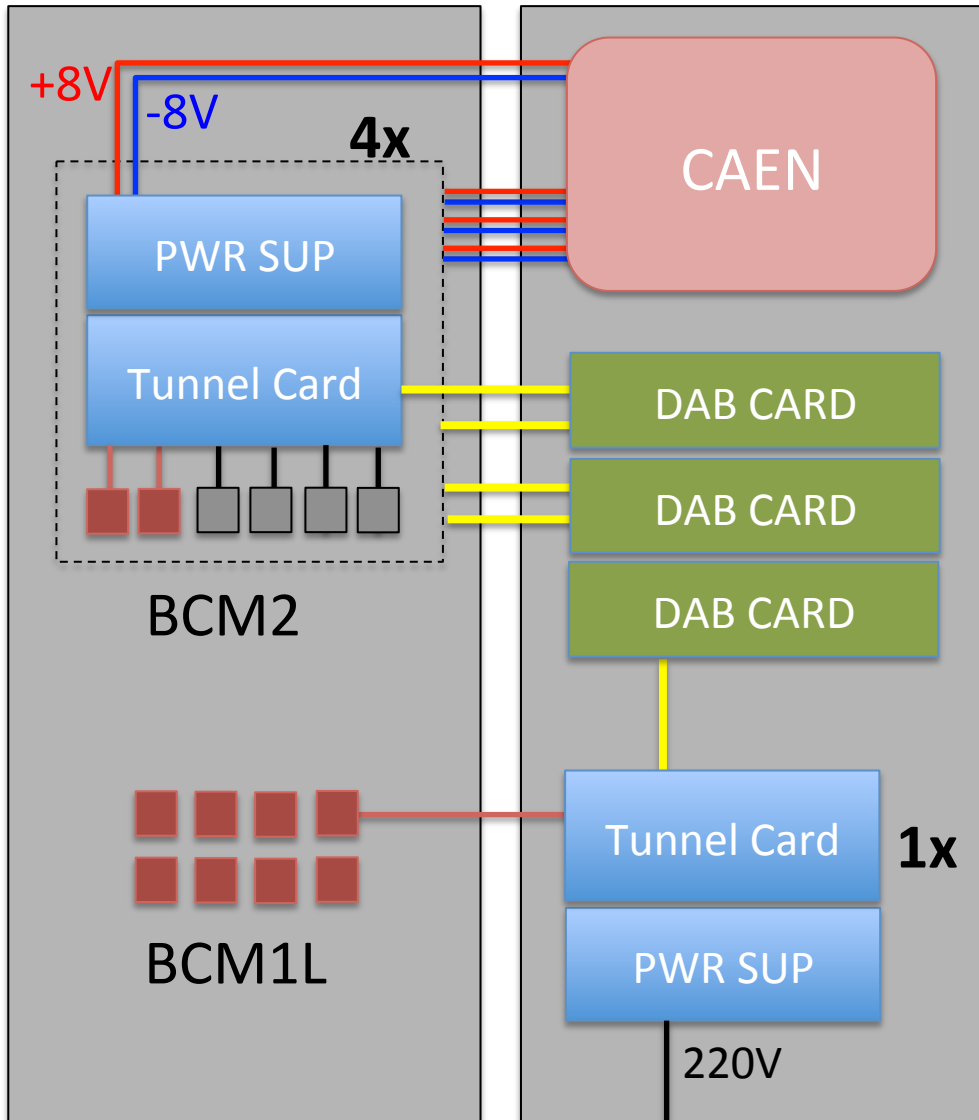 +8V
-8V
4x
CAEN
PWR SUP
Tunnel Card
DAB CARD
DAB CARD
DAB CARD
BCM2
Tunnel Card
1x
BCM1L
PWR SUP
220V